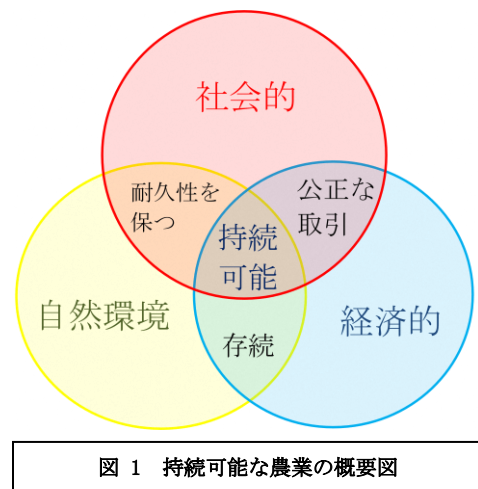 社会的
耐久性を
保つ
公正な
取引
持続
可能
自然環境
経済的
存続
図 1 持続可能な農業の概要図